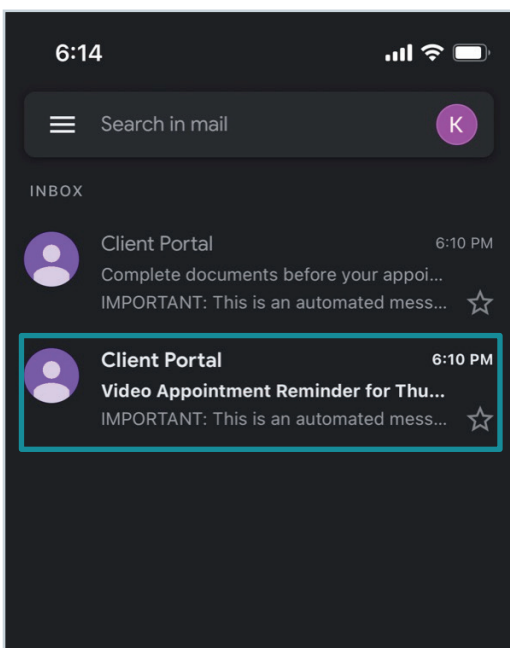 6:14
Search in mail
K
INBOX
Client Portal 6:10 PM
Complete documents before your appoi...
IMPORTANT: This is an automated mess...
Client Portal 6:10 PM
Video Appointment Reminder for Thu...
IMPORTANT: This is an automated mess...